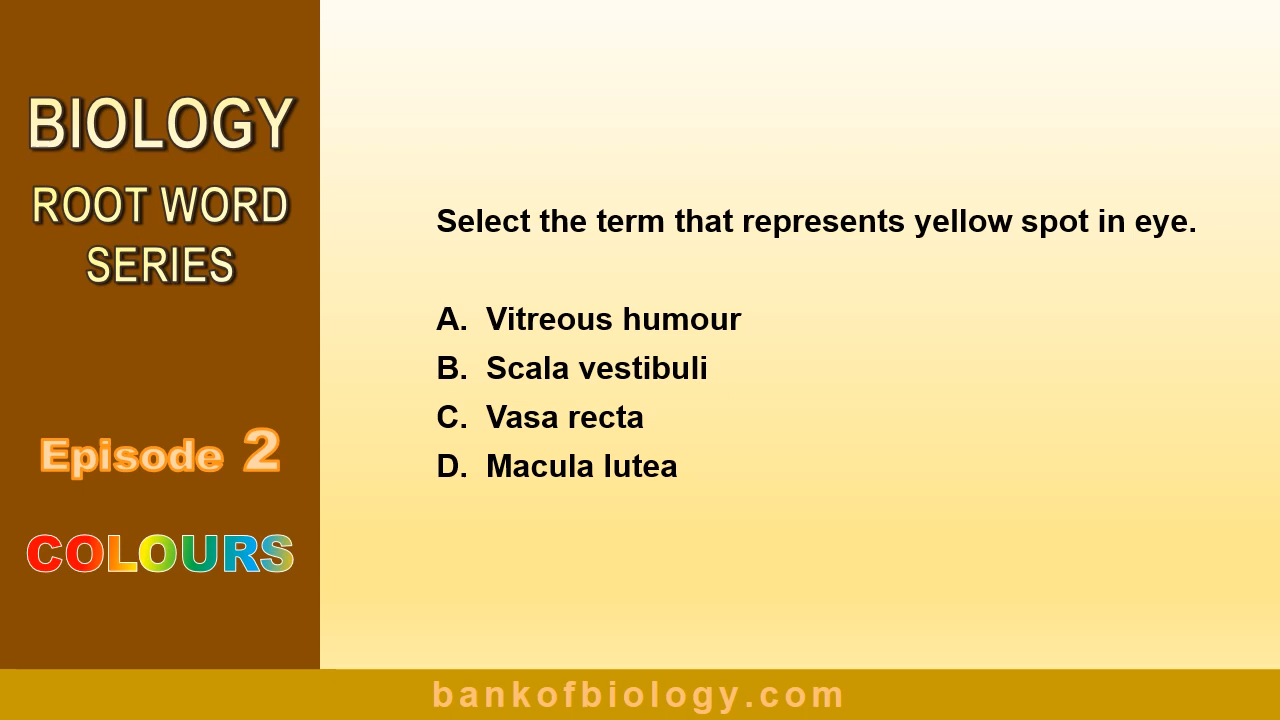 BIOLOGY
ROOT WORD
SERIES
Episode 2
COLOURS
Select the term that represents yellow spot in eye.
A. Vitreous humour
B. Scala vestibuli
C. Vasa recta
D. Macula lutea
bankofbiology.com